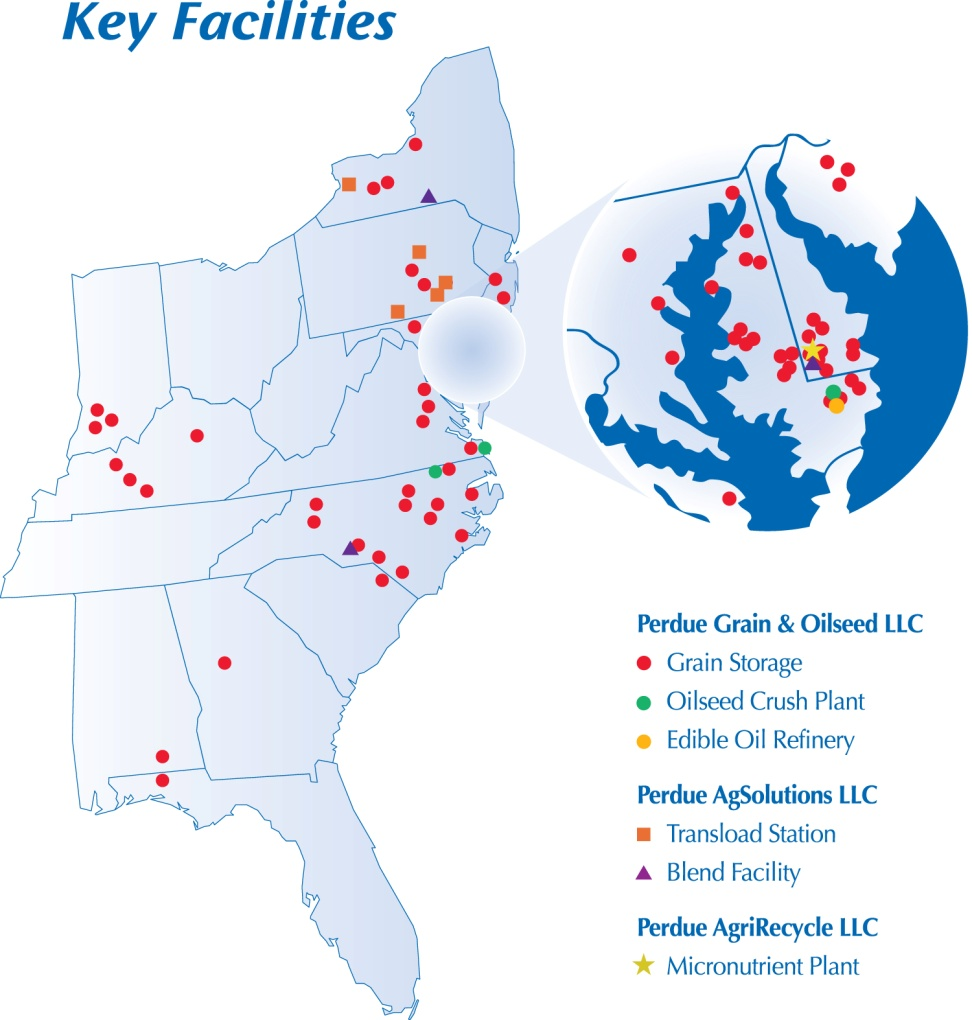 Key Facilities
Perdue Grain & Oilseed LLC
Grain Storage
Oilseed Crush Plant
Edible Oil Refinery
Perdue AgSolutions LLC
Transload Station
Blend Facility
Perdue AgriRecycle LLC
Micronutrient Plant